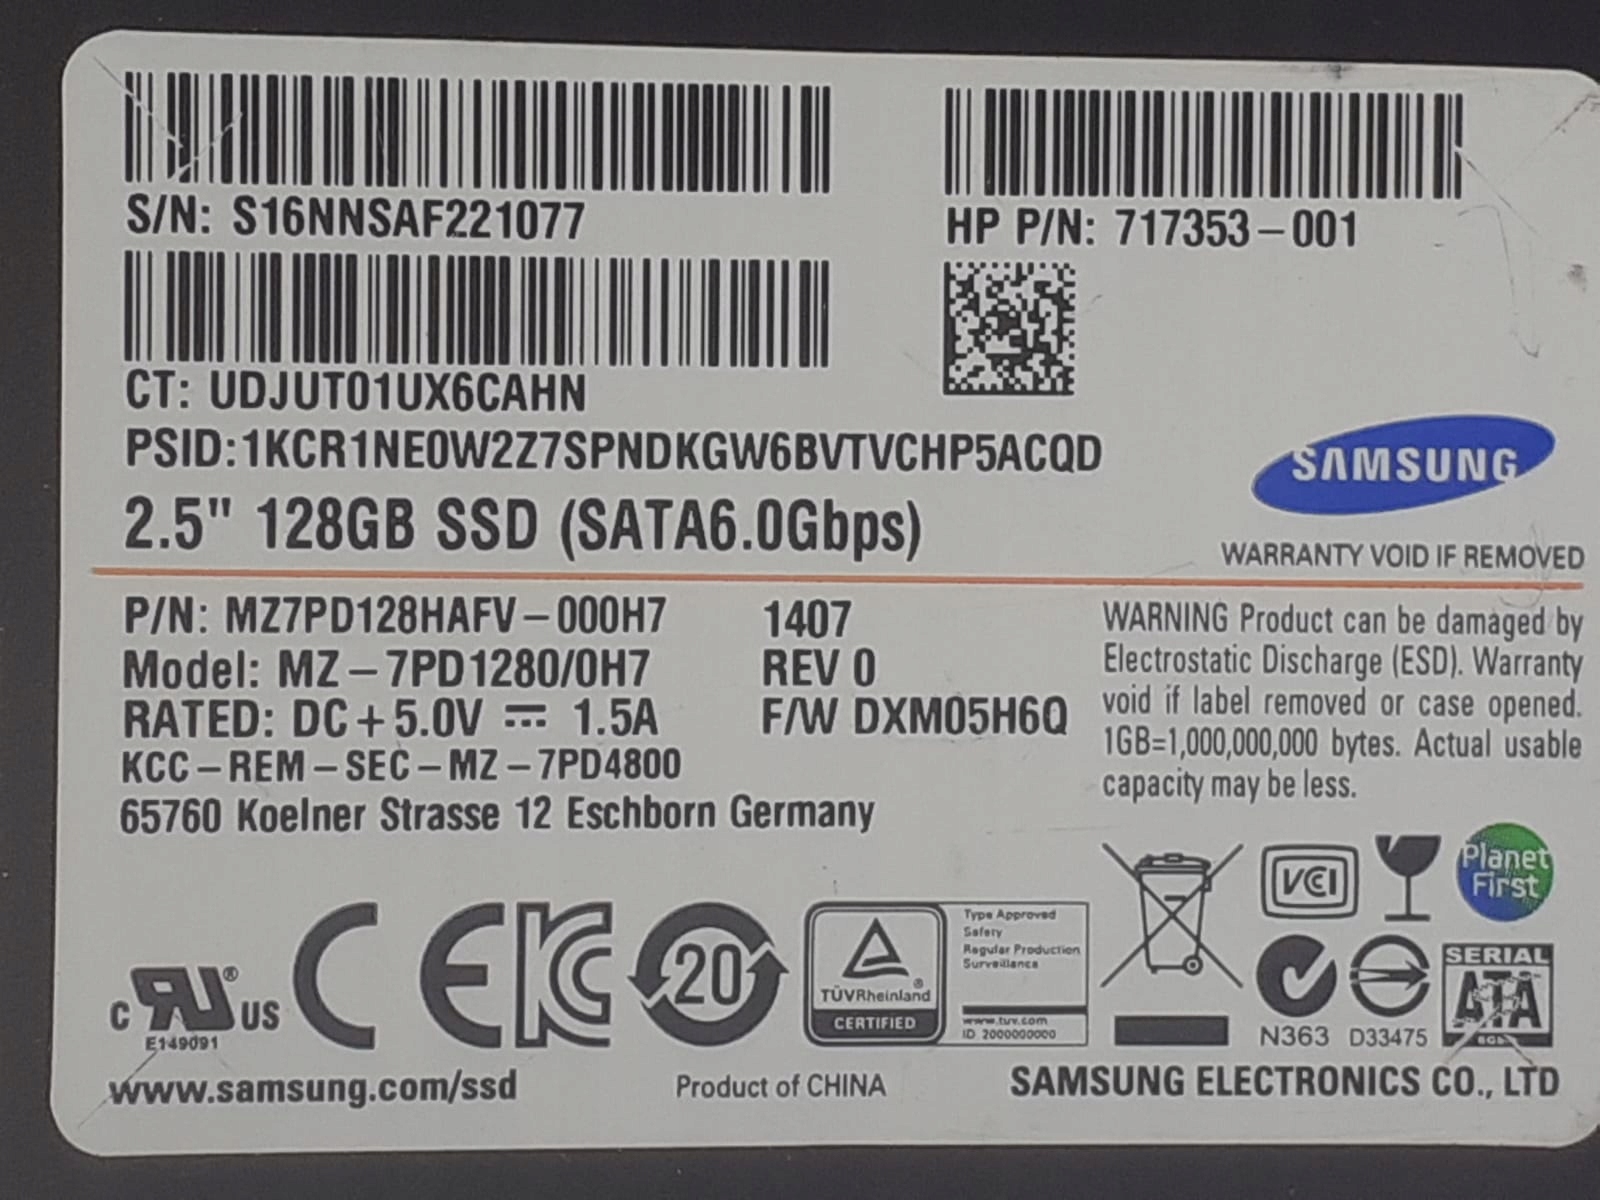 S/N: S16NNSAF221077
HP P/N: 717353-001
CT: UDJUT01UX6CAHN
PSID:1KCR1NE0W2Z7SPNDKGW6BVTVCHP5ACQD
SAMSUNG
2.5" 128GB SSD (SATA6.0Gbps)
WARRANTY VOID IF REMOVED
P/N: MZ7PD128HAFV-000H7
1407
Model: MZ-7PD1280/0H7
REV 0
RATED: DC+5.0V ⎓ 1.5A
F/W DXM05H6Q
KCC-REM-SEC-MZ-7PD4800
65760 Koelner Strasse 12 Eschborn Germany
WARNING Product can be damaged by
Electrostatic Discharge (ESD). Warranty
void if label removed or case opened.
1GB=1,000,000,000 bytes. Actual usable
capacity may be less.
VCI
Planet
First
c RU® US
E149091
CE
KC
20
TÜVRheinland®
CERTIFIED
Type Approved
Safety
Regular Production
Surveillance
www.tuv.com
ID 2000000000
N363
D33475
SERIAL
ATA
www.samsung.com/ssd
Product of CHINA
SAMSUNG ELECTRONICS CO., LTD